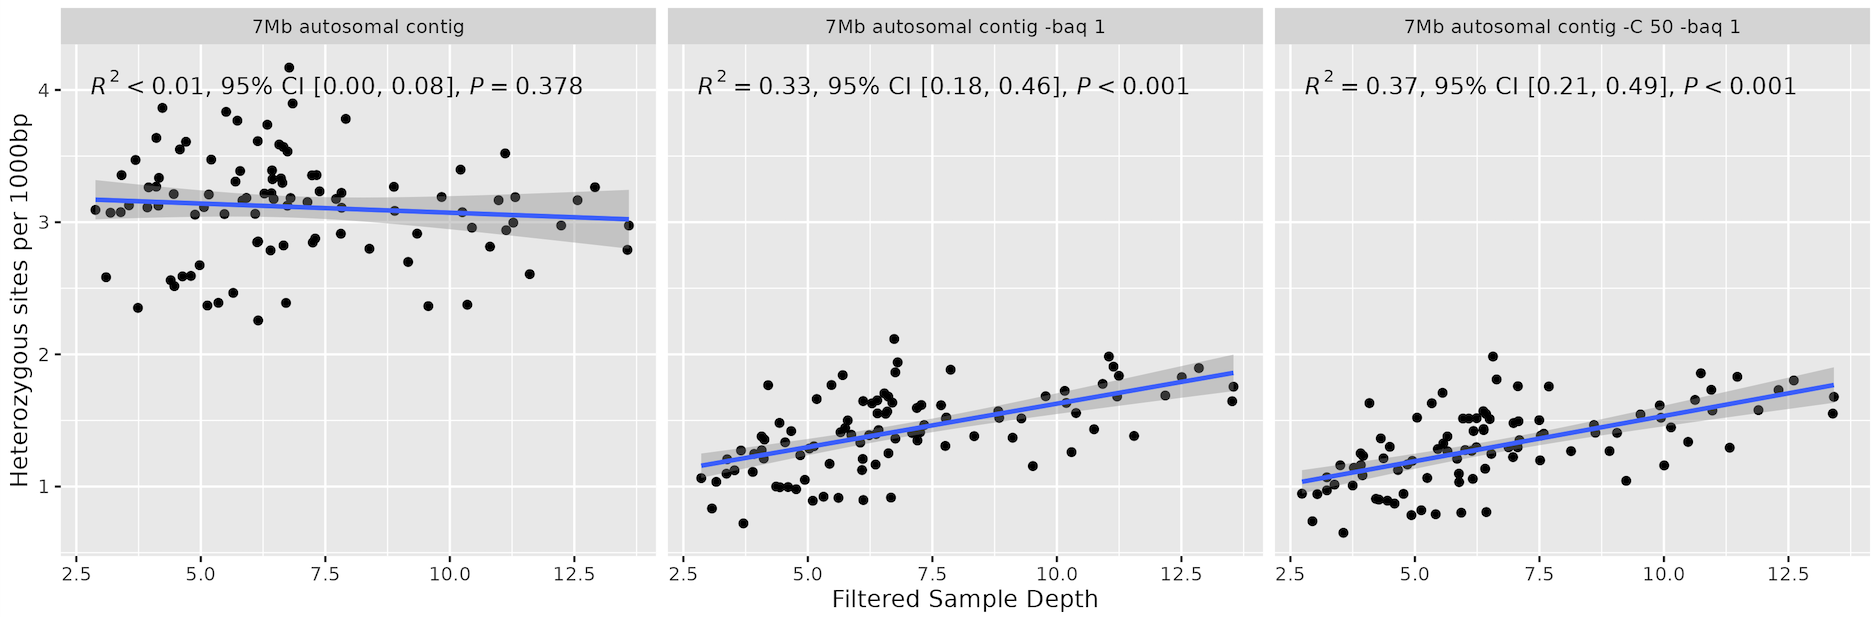 7Mb autosomal contig
7Mb autosomal contig -baq 1
7Mb autosomal contig -C 50 -baq 1
R² < 0.01, 95% CI [0.00, 0.08], P = 0.378
R² = 0.33, 95% CI [0.18, 0.46], P < 0.001
R² = 0.37, 95% CI [0.21, 0.49], P < 0.001
Heterozygous sites per 1000bp
4
3
2
1
2.5 5.0 7.5 10.0 12.5
2.5 5.0 7.5 10.0 12.5
2.5 5.0 7.5 10.0 12.5
Filtered Sample Depth